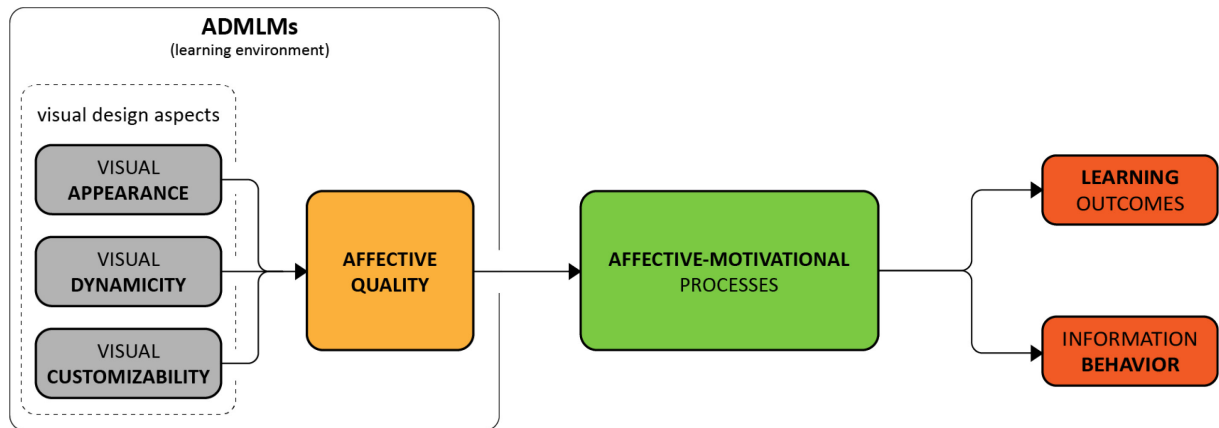 ADMLMs
(learning environment)
visual design aspects
VISUAL
APPEARANCE
VISUAL
DYNAMICITY
VISUAL
CUSTOMIZABILITY
AFFECTIVE
QUALITY
AFFECTIVE-MOTIVATIONAL
PROCESSES
LEARNING
OUTCOMES
INFORMATION
BEHAVIOR